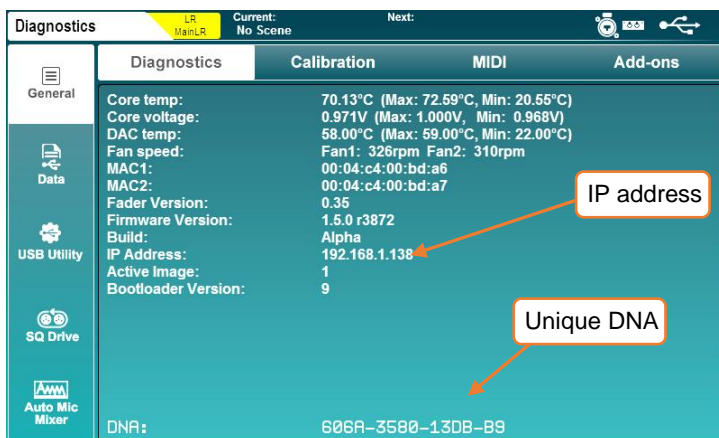 Diagnostics
LR
MainLR
Current:
No Scene
Next:
Diagnostics
Calibration
MIDI
Add-ons
General
Data
USB Utility
SQ Drive
Auto Mic
Mixer
Core temp: 70.13°C (Max: 72.59°C, Min: 20.55°C)
Core voltage: 0.971V (Max: 1.000V, Min: 0.968V)
DAC temp: 58.00°C (Max: 59.00°C, Min: 22.00°C)
Fan speed: Fan1: 326rpm Fan2: 310rpm
MAC1: 00:04:c4:00:bd:a6
MAC2: 00:04:c4:00:bd:a7
Fader Version: 0.35
Firmware Version: 1.5.0 r3872
Build: Alpha
IP Address: 192.168.1.138
Active Image: 1
Bootloader Version: 9
IP address
Unique DNA
DNA: 606A-3580-13DB-B9